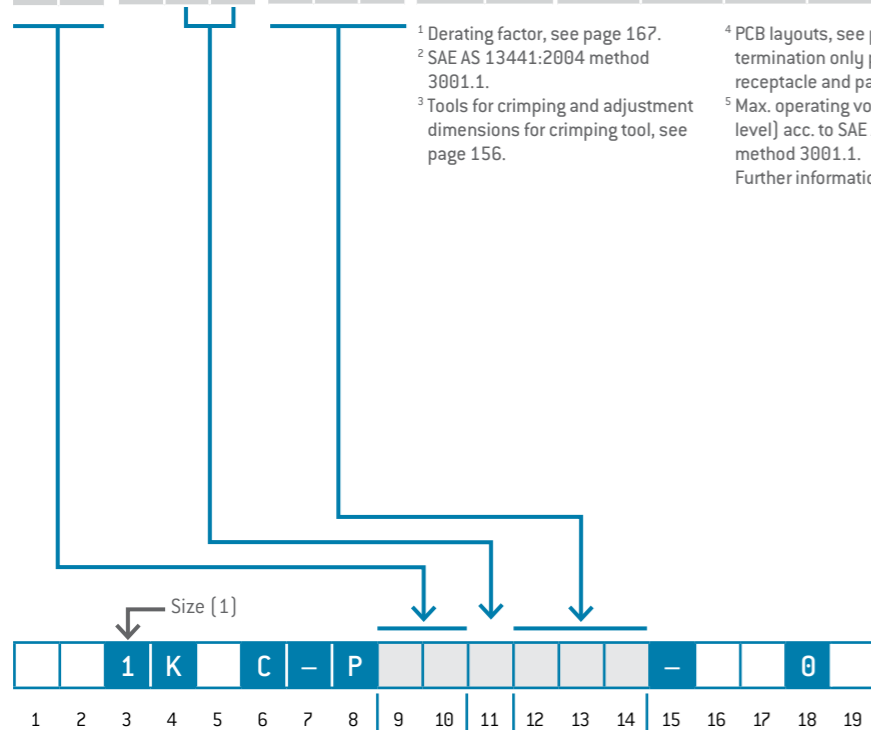 ¹ Derating factor, see page 167.
² SAE AS 13441:2004 method
3001.1.
³ Tools for crimping and adjustment
dimensions for crimping tool, see
page 156.
⁴ PCB layouts, see
termination only
receptacle and
⁵ Max. operating
level) acc. to SAE
method 3001.1.
Further
Size (1)
1 K C – P – 0
1 2 3 4 5 6 7 8 9 10 11 12 13 14 15 16 17 18 19